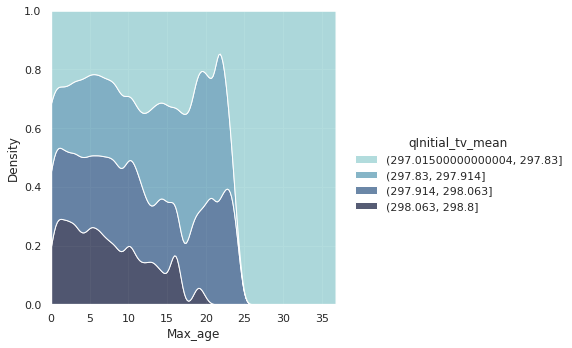 1.0
0.8
0.6
0.4
0.2
0.0
Density
0 5 10 15 20 25 30 35
Max_age
qInitial_tv_mean
(297.01500000000004, 297.83]
(297.83, 297.914]
(297.914, 298.063]
(298.063, 298.8]